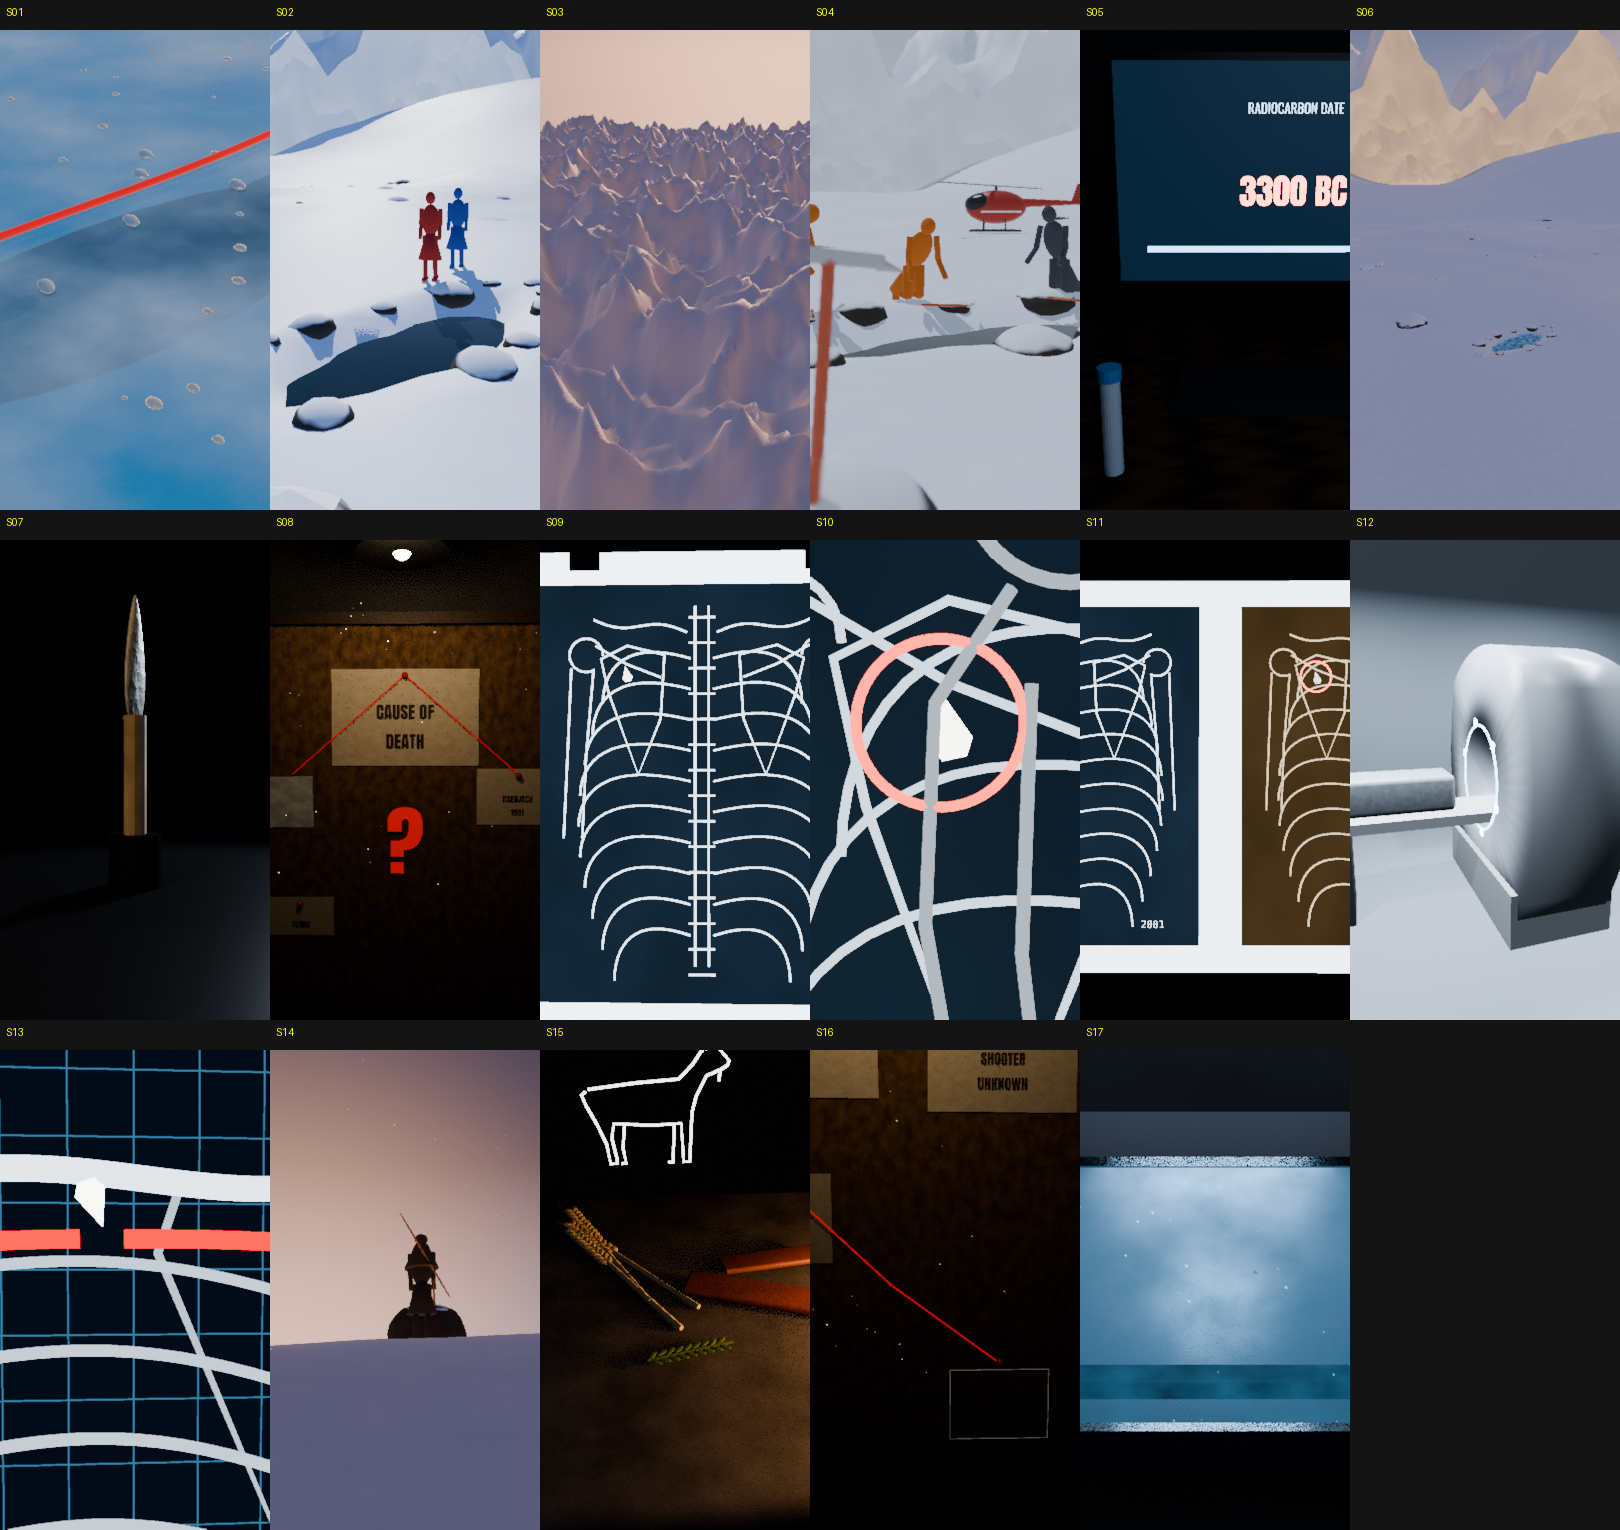 S01
S02
S03
S04
S05
S06
RADIOCARBON DATE
3300 BC
S07
S08
S09
S10
S11
S12
CAUSE OF
DEATH
?
1991
2001
S13
S14
S15
S16
S17
SHOOTER
UNKNOWN